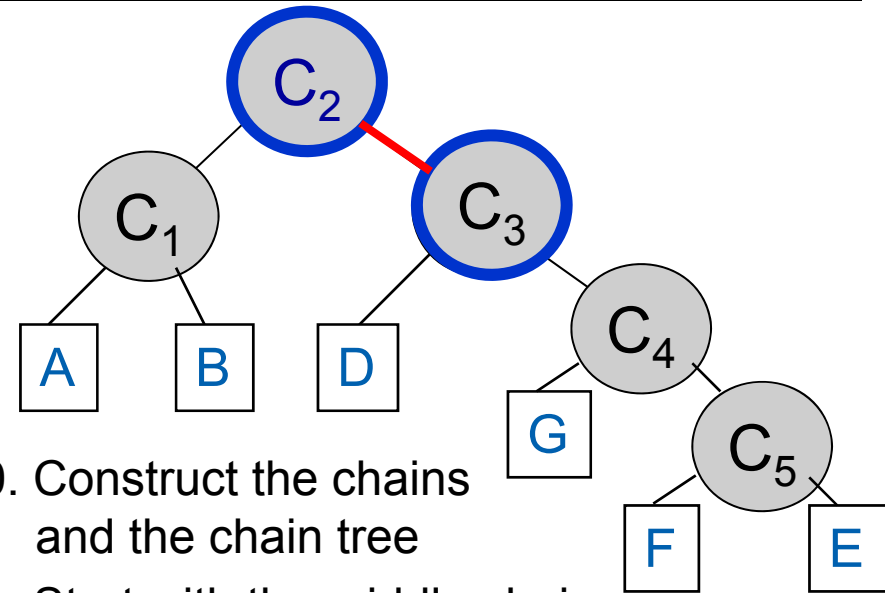 C2
C1
C3
C4
C5
A
B
D
G
F
E
. Construct the chains
and the chain tree